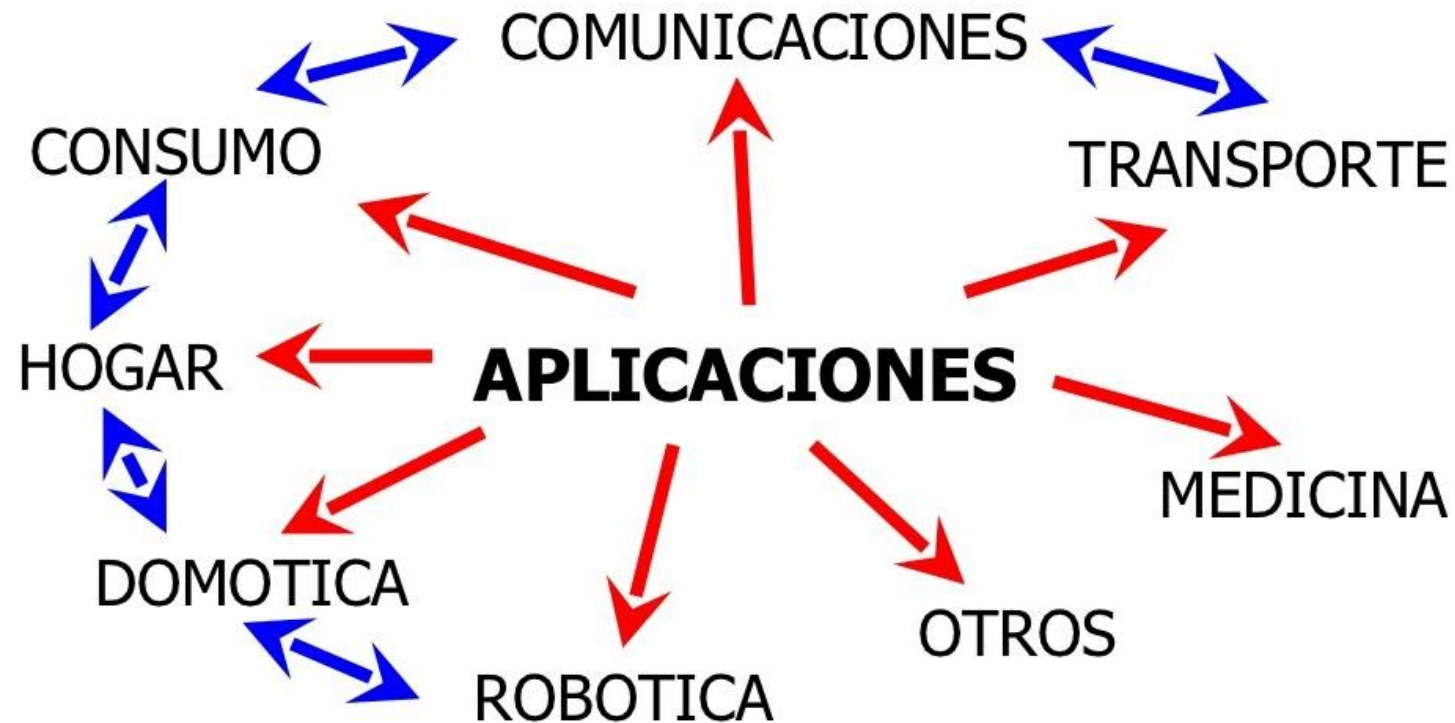 COMUNICACIONES
CONSUMO
TRANSPORTE
HOGAR
APLICACIONES
MEDICINA
DOMOTICA
OTROS
ROBOTICA